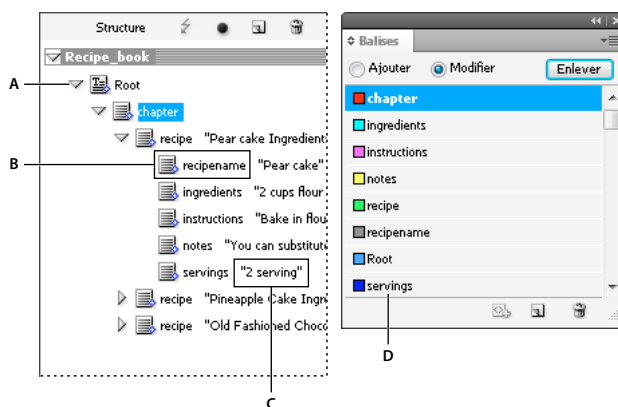 Structure
Recipe_book
A
Root
chapter
recipe "Pear cake Ingredient
B
recipename "Pear cake"
ingredients "2 cups flour
instructions "Bake in flou
notes "You can substitut
servings "2 serving"
recipe "Pineapple Cake Ingr
recipe "Old Fashioned Choc
C
Balises
Ajouter Modifier Enlever
chapter
ingredients
instructions
notes
recipe
recipename
Root
servings
D